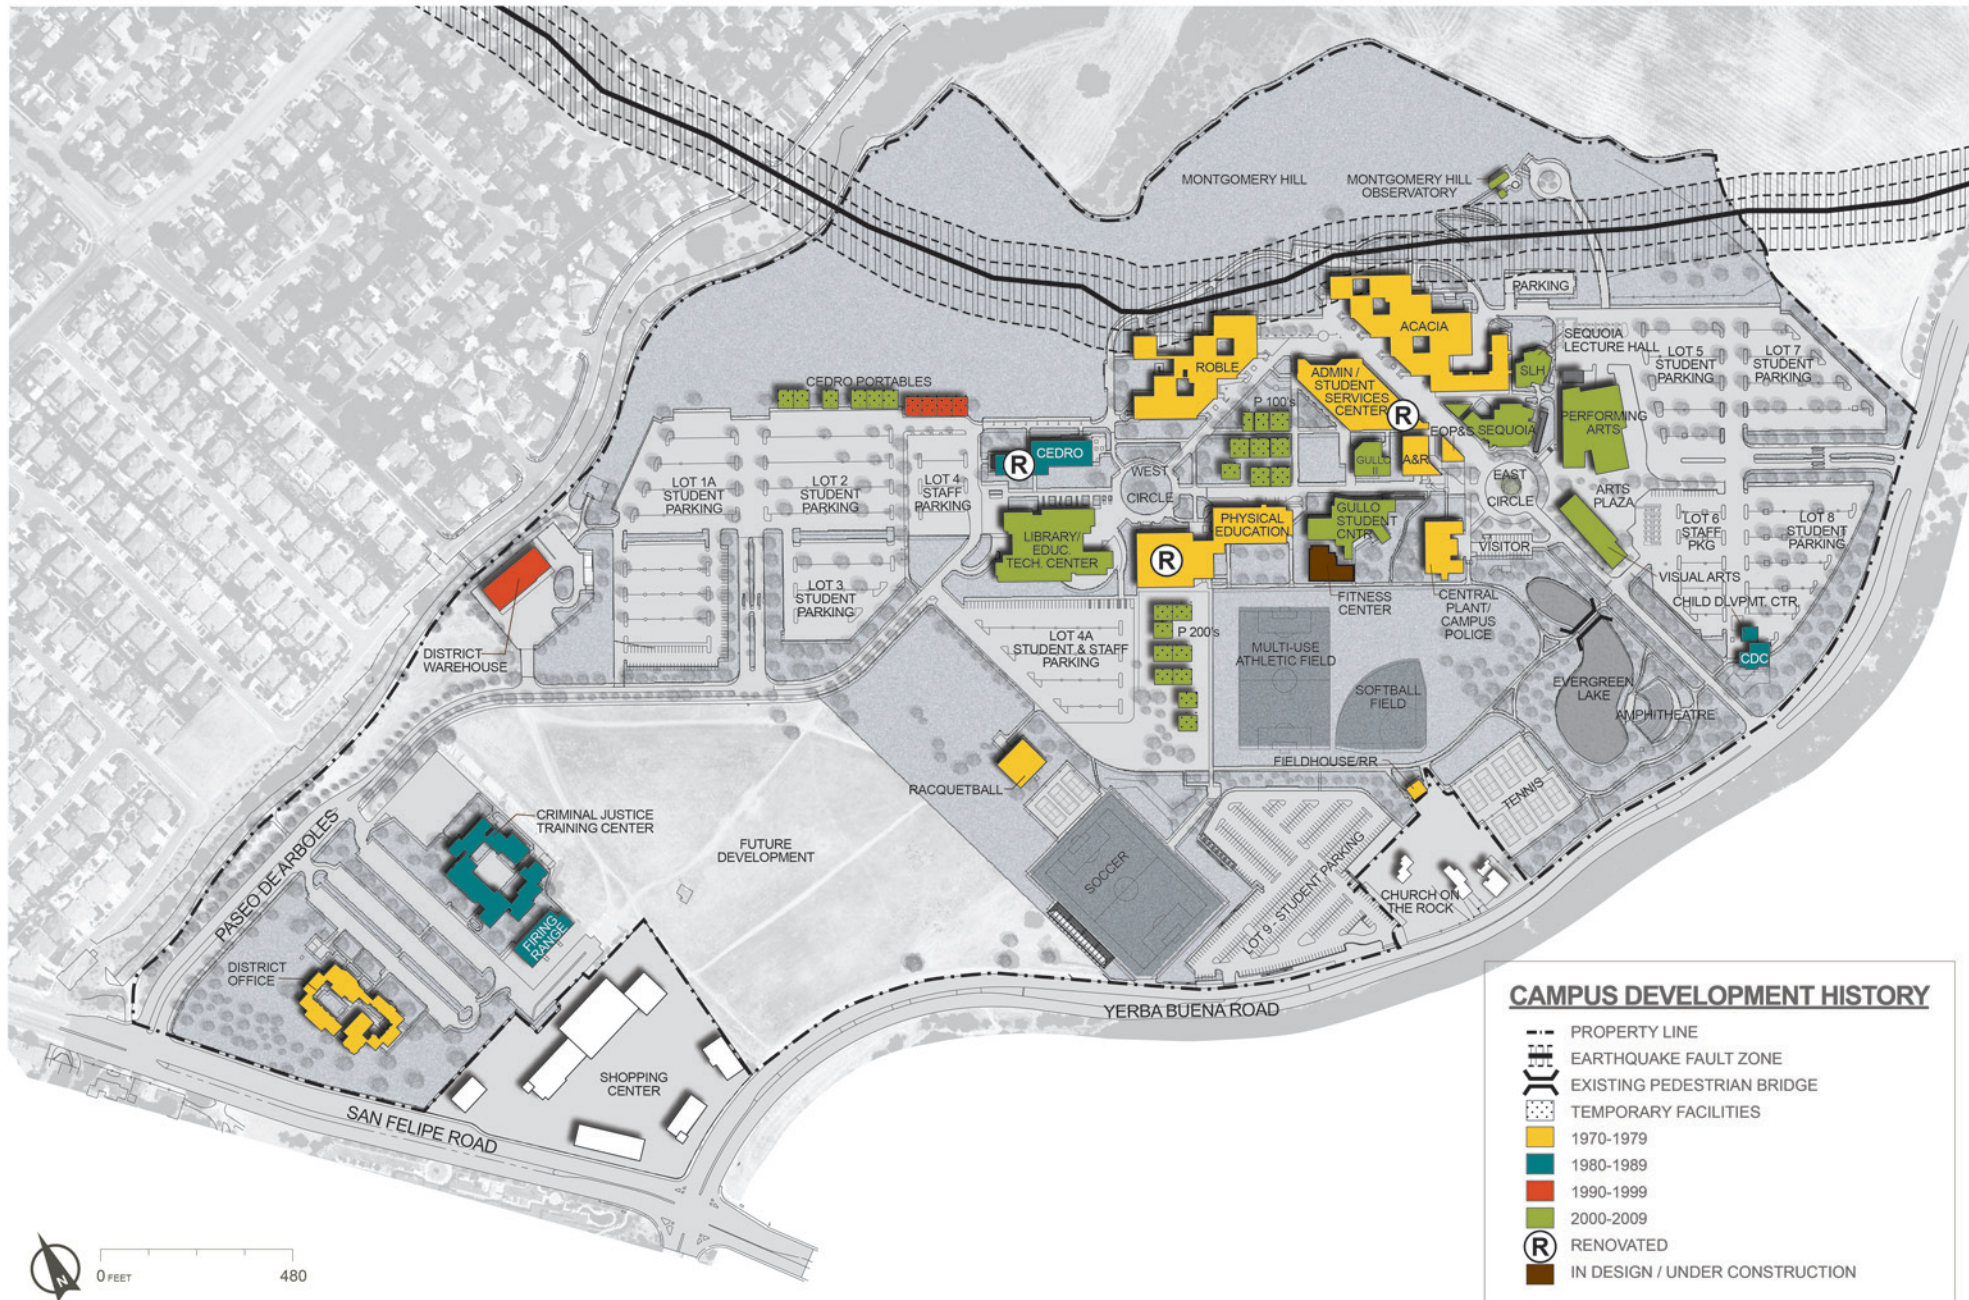 MONTGOMERY HILL
MONTGOMERY HILL
OBSERVATORY
PARKING
ACACIA
SEQUOIA
LECTURE HALL
LOT 5
STUDENT
PARKING
LOT 7
STUDENT
PARKING
ROBLE
ADMIN /
STUDENT
SERVICES
CENTER
R
SLH
CEDRO PORTABLES
P 100's
EOP&S
SEQUOIA
PERFORMING
ARTS
CEDRO
R
GULLO
II
A&R
WEST
CIRCLE
EAST
CIRCLE
ARTS
PLAZA
LOT 1A
STUDENT
PARKING
LOT 2
STUDENT
PARKING
LOT 4
STAFF
PARKING
LIBRARY/
EDUC.
TECH. CENTER
PHYSICAL
EDUCATION
R
GULLO
STUDENT
CNTR
VISITOR
LOT 6
STAFF
PKG
LOT 8
STUDENT
PARKING
VISUAL ARTS
CHILD DLVPMT. CTR.
CDC
LOT 3
STUDENT
PARKING
FITNESS
CENTER
CENTRAL
PLANT/
CAMPUS
POLICE
DISTRICT
WAREHOUSE
LOT 4A
STUDENT & STAFF
PARKING
P 200's
MULTI-USE
ATHLETIC FIELD
SOFTBALL
FIELD
EVERGREEN
LAKE
AMPHITHEATRE
RACQUETBALL
FIELDHOUSE/RR
TENNIS
CRIMINAL JUSTICE
TRAINING CENTER
FUTURE
DEVELOPMENT
SOCCER
LOT 9 - STUDENT PARKING
CHURCH ON
THE ROCK
PASEO DE ARBOLES
FIRING
RANGE
DISTRICT
OFFICE
YERBA BUENA ROAD
SHOPPING
CENTER
SAN FELIPE ROAD
N
0 FEET
480
CAMPUS DEVELOPMENT HISTORY
PROPERTY LINE
EARTHQUAKE FAULT ZONE
EXISTING PEDESTRIAN BRIDGE
TEMPORARY FACILITIES
1970-1979
1980-1989
1990-1999
2000-2009
R RENOVATED
IN DESIGN / UNDER CONSTRUCTION